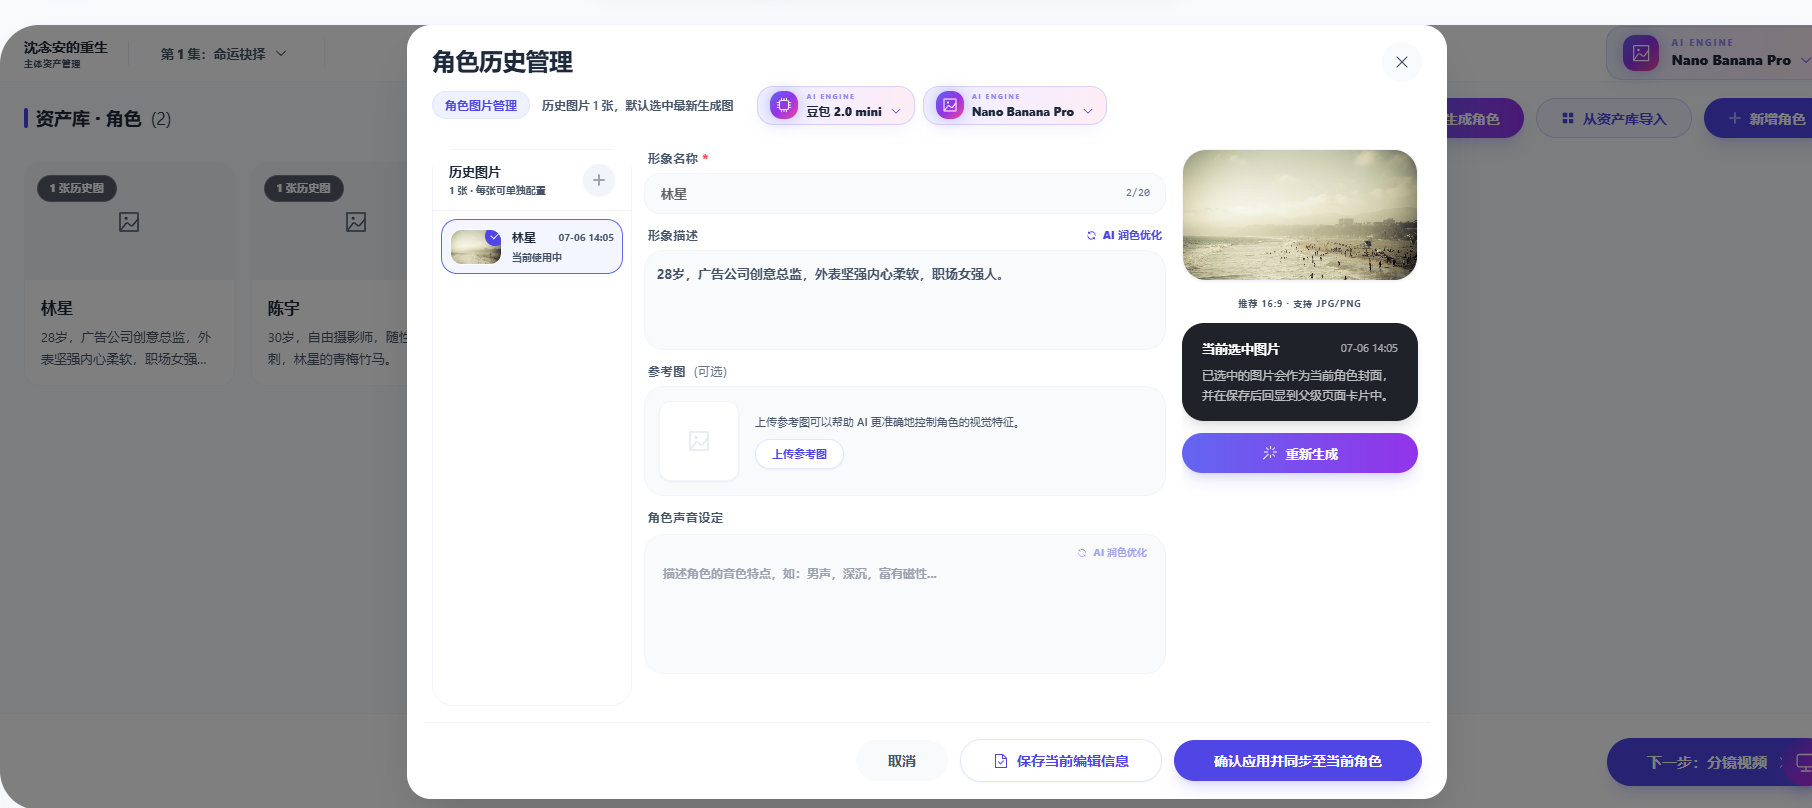 沈念安的重生
主体资产管理
第 1 集：命运抉择
AI ENGINE
Nano Banana Pro
资产库 · 角色 (2)
生成角色
从资产库导入
新增角色
1 张历史图
林星
28岁，广告公司创意总监，外
表坚强内心柔软，职场女强...
1 张历史图
陈宇
30岁，自由摄影师，随性
刺，林星的青梅竹马。
角色历史管理
角色图片管理
历史图片 1 张，默认选中最新生成图
AI ENGINE
豆包 2.0 mini
AI ENGINE
Nano Banana Pro
历史图片
1 张 · 每张可单独配置
林星
07-06 14:05
当前使用中
形象名称 *
林星
2/20
形象描述
AI 润色优化
28岁，广告公司创意总监，外表坚强内心柔软，职场女强人。
参考图 (可选)
上传参考图可以帮助 AI 更准确地控制角色的视觉特征。
上传参考图
角色声音设定
AI 润色优化
描述角色的音色特点，如：男声，深沉，富有磁性...
推荐 16:9 · 支持 JPG/PNG
当前选中图片
07-06 14:05
已选中的图片会作为当前角色封面，
并在保存后回显到父级页面卡片中。
重新生成
取消
保存当前编辑信息
确认应用并同步至当前角色
下一步：分镜视频